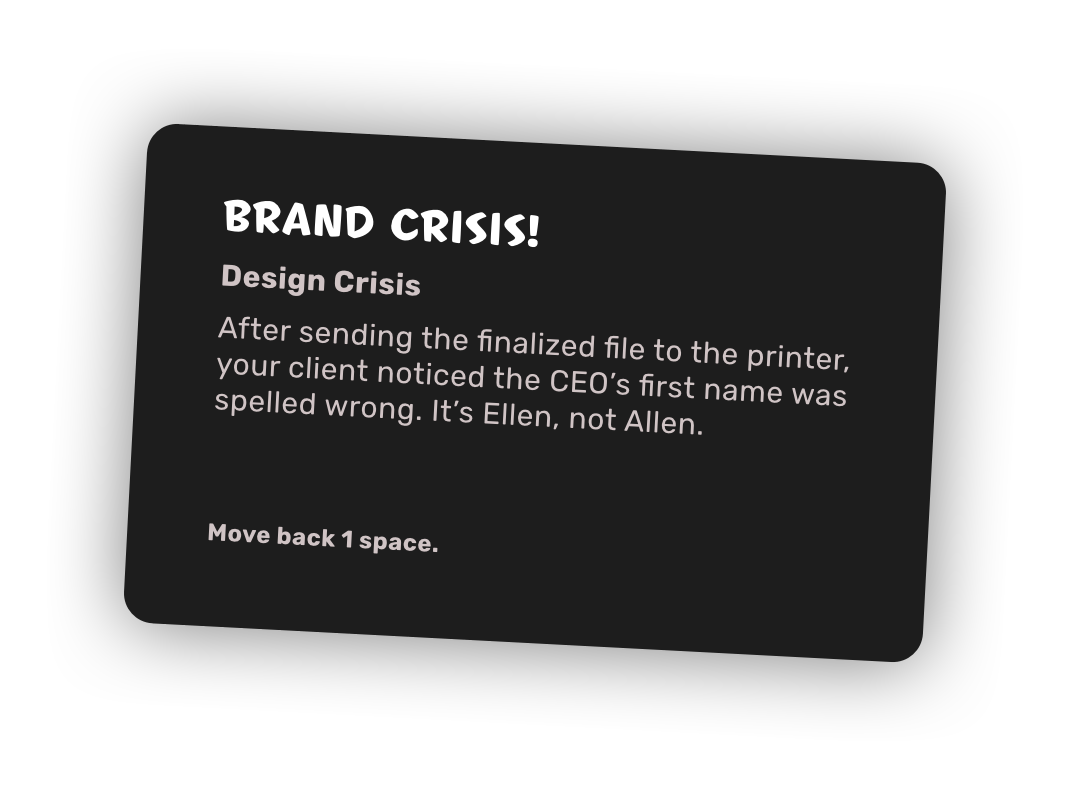 BRAND CRISIS!
Design Crisis
After sending the finalized file to the printer,
your client noticed the CEO’s first name was
spelled wrong. It’s Ellen, not Allen.
Move back 1 space.